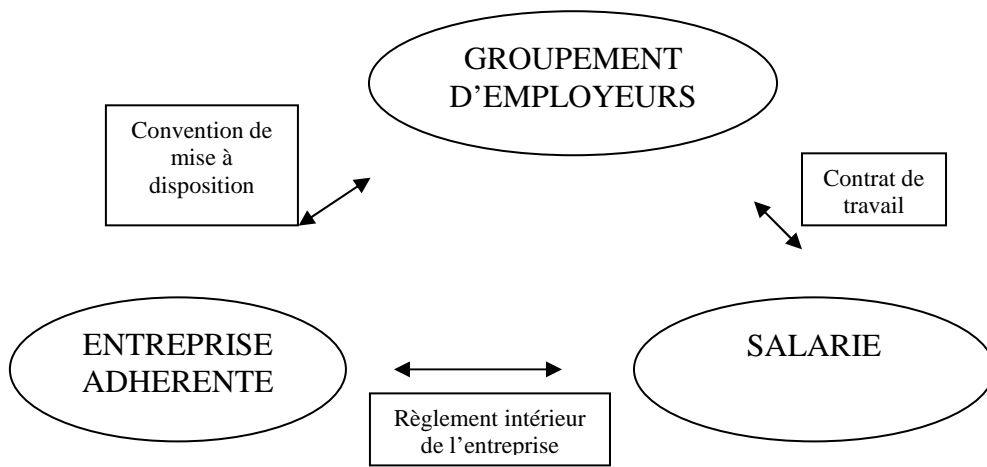 GROUPEMENT
D’EMPLOYEURS
Convention de
mise à
disposition
Contrat de
travail
ENTREPRISE
ADHERENTE
SALARIE
Règlement intérieur
de l’entreprise